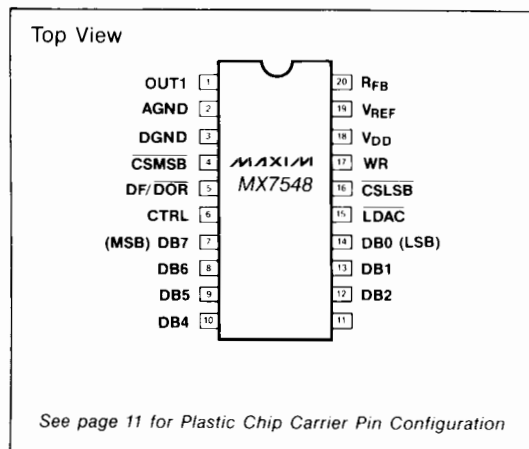 Top View
OUT1 1 20 RFB
AGND 2 19 VREF
DGND 3 18 VDD
CSMSB 4 MAXIM 17 WR
DF/DOR 5 MX7548 16 CSLSB
CTRL 6 15 LDAC
(MSB) DB7 7 14 DB0 (LSB)
DB6 8 13 DB1
DB5 9 12 DB2
DB4 10 11
See page 11 for Plastic Chip Carrier Pin Configuration